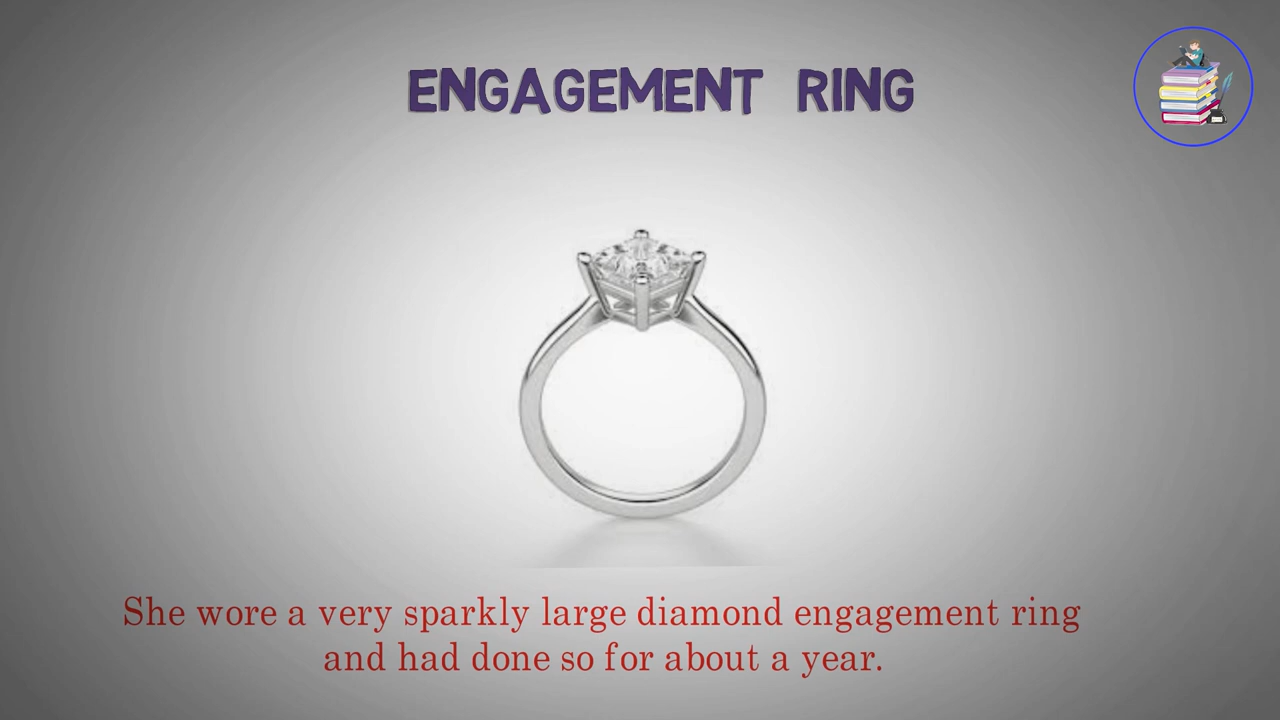 ENGAGEMENT RING
She wore a very sparkly large diamond engagement ring
and had done so for about a year.